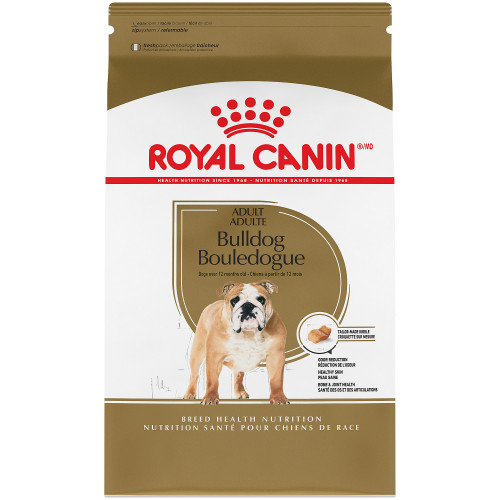 ROYAL CANIN ®/MD
HEALTH NUTRITION SINCE 1968 - NUTRITION SANTÉ DEPUIS 1968
ADULT
ADULTE
Bulldog
Bouledogue
Dogs over 12 months old - Chiens à partir de 12 mois
TAILOR-MADE KIBBLE
CROQUETTE SUR MESURE
ODOR REDUCTION
RÉDUCTION DE L'ODEUR
HEALTHY SKIN
PEAU SAINE
BONE & JOINT HEALTH
SANTÉ DES OS ET DES ARTICULATIONS
BREED HEALTH NUTRITION
NUTRITION SANTÉ POUR CHIENS DE RACE